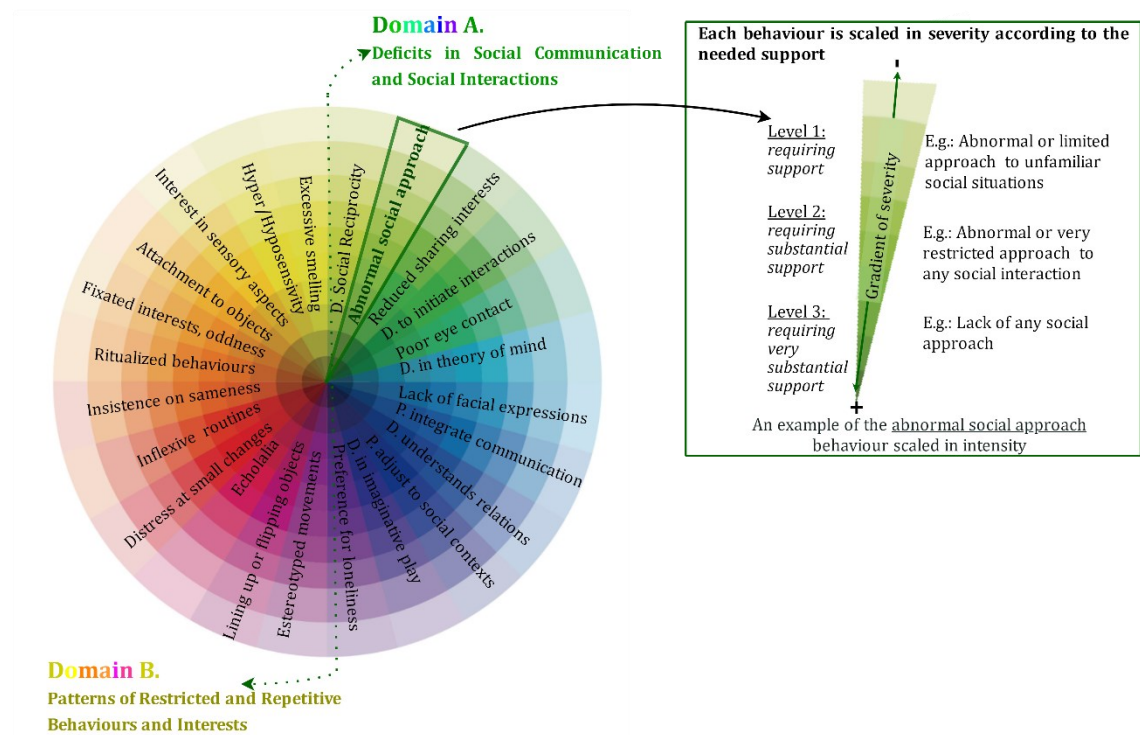 Domain A.
Deficits in Social Communication
and Social Interactions
D. Social Reciprocity
Abnormal social approach
Reduced sharing interests
D. to initiate interactions
Poor eye contact
D. in theory of mind
Lack of facial expressions
P. integrate communication
D. understands relations
P. adjust to social contexts
D. in imaginative play
Preference for loneliness
Estereotyped movements
Lining up or flipping objects
Echolalia
Distress at small changes
Inflexive routines
Insistence on sameness
Ritualized behaviours
Fixated interests, oddness
Attachment to objects
Interest in sensory aspects
Hyper/Hyposensivity
Excessive smelling
Domain B.
Patterns of Restricted and Repetitive
Behaviours and Interests
Each behaviour is scaled in severity according to the
needed support
-
Level 1:
requiring
support
E.g.: Abnormal or limited
approach to unfamiliar
social situations
Gradient of severity
Level 2:
requiring
substantial
support
E.g.: Abnormal or very
restricted approach to
any social interaction
Level 3:
requiring
very
substantial
support
E.g.: Lack of any social
approach
+
An example of the abnormal social approach
behaviour scaled in intensity